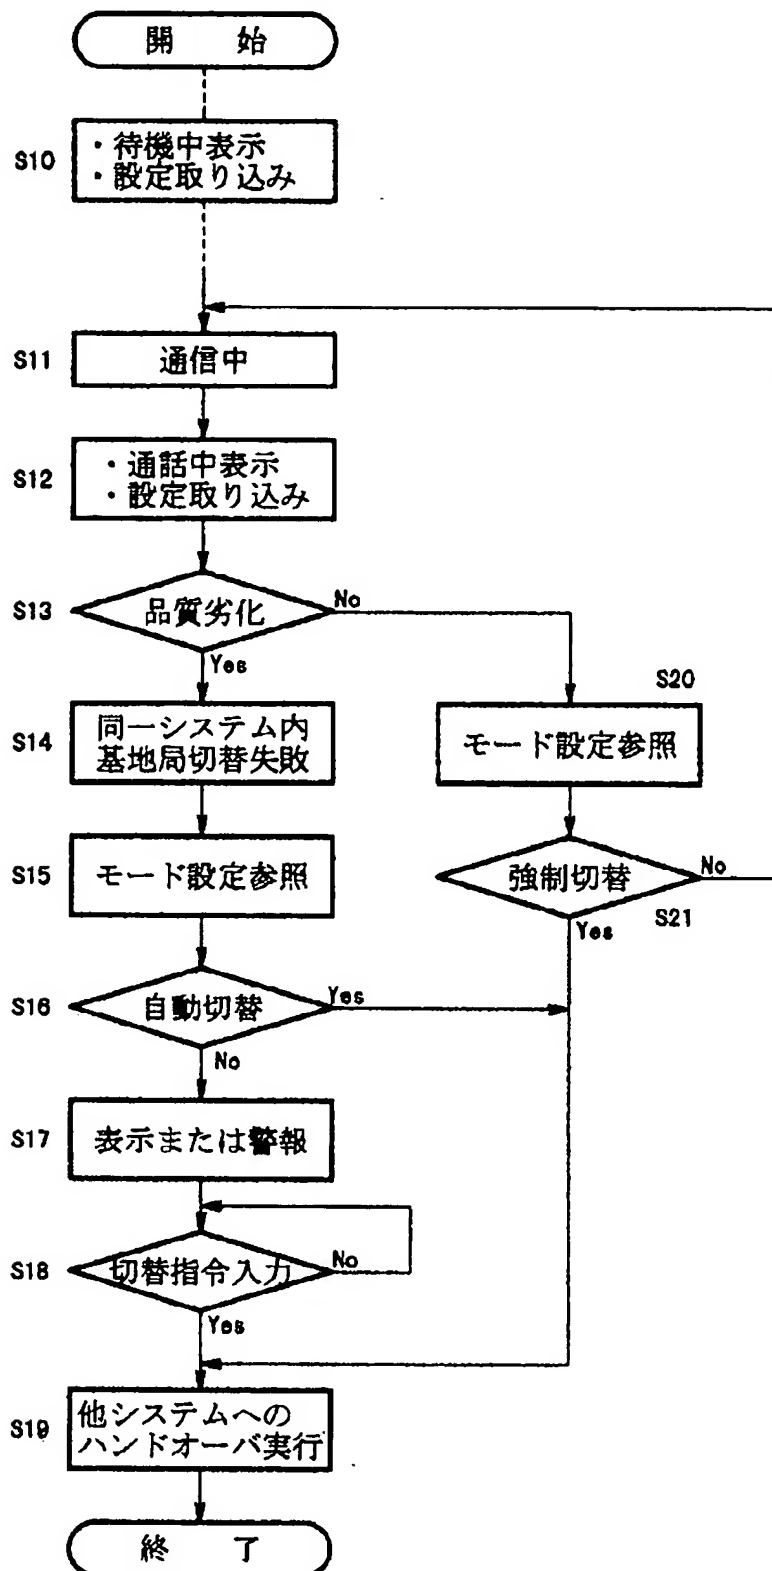 開 始
S10
・待機中表示
・設定取り込み
S11
通信中
S12
・通話中表示
・設定取り込み
S13
品質劣化
No
Yes
S14
同一システム内
基地局切替失敗
S20
モード設定参照
S15
モード設定参照
強制切替
No
S21
Yes
S16
自動切替
Yes
No
S17
表示または警報
S18
切替指令入力
No
Yes
S19
他システムへの
ハンドオーバ実行
終 了